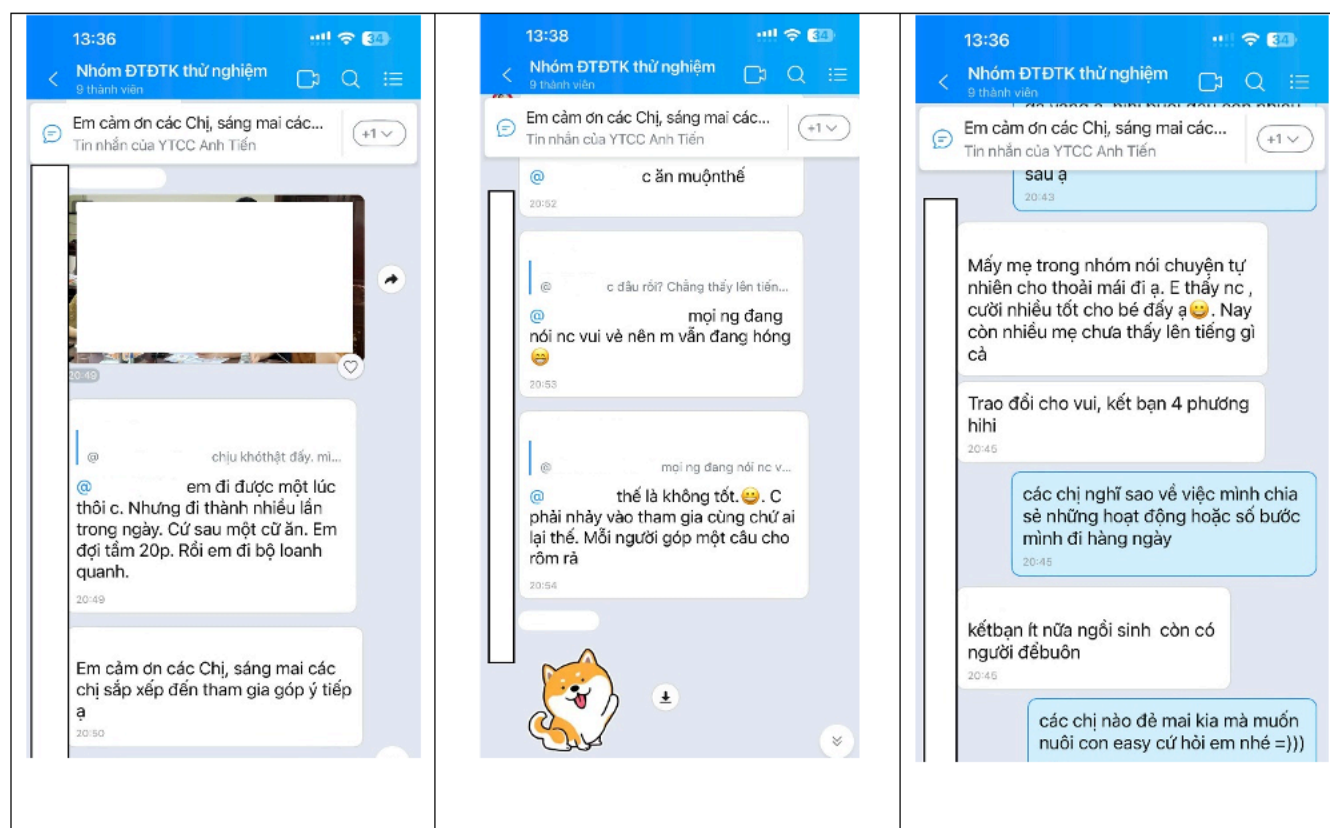 13:36
34
Nhóm ĐTĐTK thử nghiệm
9 thành viên
Em cảm ơn các Chị, sáng mai các...
+1
Tin nhắn của YTCC Anh Tiến
20:49
@ chịu khóthật đấy. mì...
@ em đi được một lúc
thôi c. Nhưng đi thành nhiều lần
trong ngày. Cứ sau một cữ ăn. Em
đợi tầm 20p. Rồi em đi bộ loanh
quanh.
20:49
Em cảm ơn các Chị, sáng mai các
chị sắp xếp đến tham gia góp ý tiếp
ạ
20:50
13:38
34
Nhóm ĐTĐTK thử nghiệm
9 thành viên
Em cảm ơn các Chị, sáng mai các...
+1
Tin nhắn của YTCC Anh Tiến
@ c ăn muộnthế
20:52
@ c đâu rồi? Chẳng thấy lên tiến...
@ mọi ng đang
nói nc vui vẻ nên m vẫn đang hóng
😁
20:53
@ mọi ng đang nói nc v...
@ thế là không tốt.😀. C
phải nhảy vào tham gia cùng chứ ai
lại thế. Mỗi người góp một câu cho
rôm rả
20:54
13:36
34
Nhóm ĐTĐTK thử nghiệm
9 thành viên
Em cảm ơn các Chị, sáng mai các...
+1
Tin nhắn của YTCC Anh Tiến
sau ạ
20:43
Mấy mẹ trong nhóm nói chuyện tự
nhiên cho thoải mái đi ạ. E thấy nc ,
cười nhiều tốt cho bé đấy ạ😀. Nay
còn nhiều mẹ chưa thấy lên tiếng gì
cả
Trao đổi cho vui, kết bạn 4 phương
hihi
20:45
các chị nghĩ sao về việc mình chia
sẻ những hoạt động hoặc số bước
mình đi hàng ngày
20:45
kếtbạn ít nữa ngồi sinh còn có
người đểbuôn
20:45
các chị nào đẻ mai kia mà muốn
nuôi con easy cứ hỏi em nhé =)))